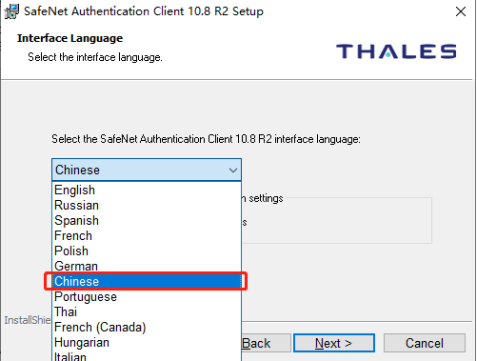 SafeNet Authentication Client 10.8 R2 Setup
Interface Language
Select the interface language.
THALES
Select the SafeNet Authentication Client 10.8 R2 interface language:
Chinese
English
Russian
Spanish
French
Polish
German
Chinese
Portuguese
Thai
French (Canada)
Hungarian
Italian
settings
InstallShie
Back
Next >
Cancel